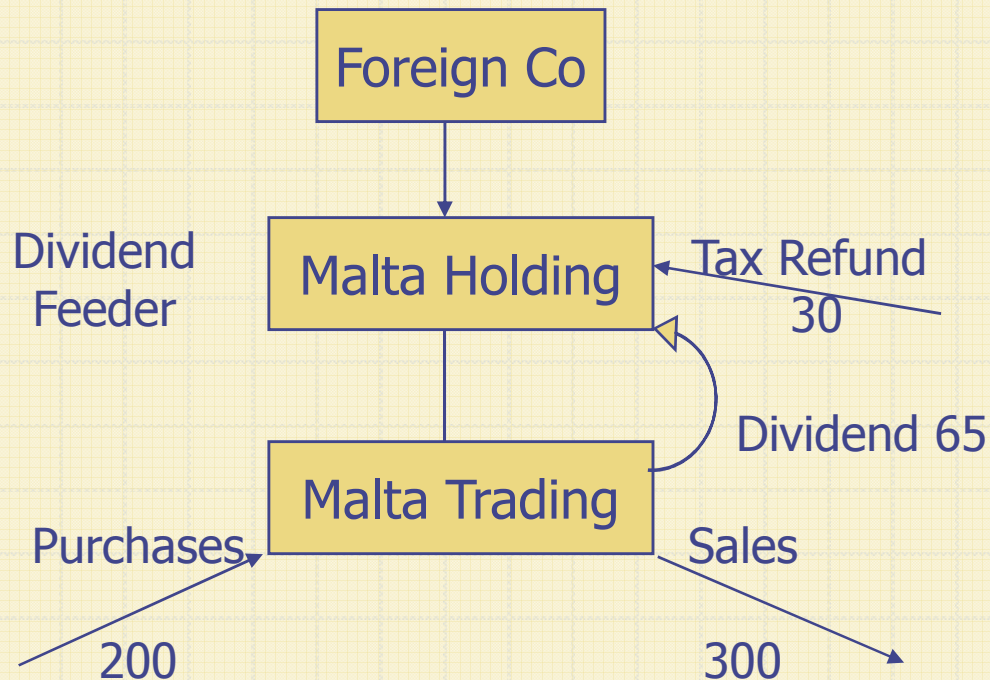 Foreign Co
Dividend
Feeder
Malta Holding
Tax Refund
30
Dividend 65
Malta Trading
Purchases
Sales
200
300